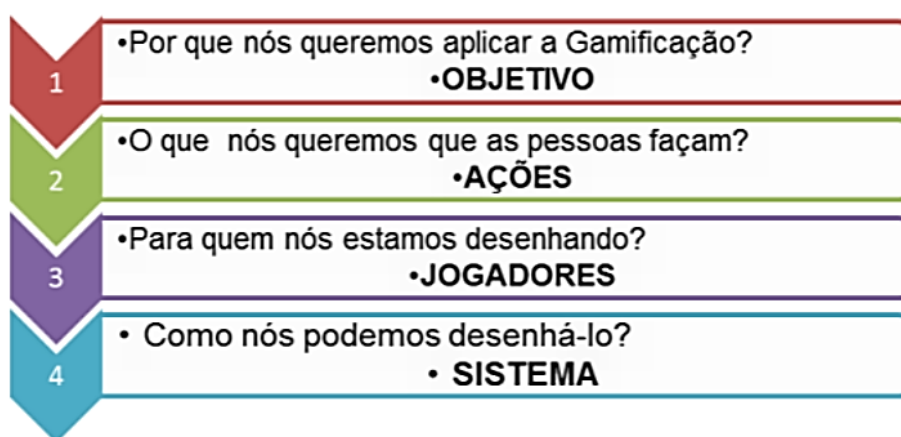 1
•Por que nós queremos aplicar a Gamificação?
•OBJETIVO
2
•O que nós queremos que as pessoas façam?
•AÇÕES
3
•Para quem nós estamos desenhando?
•JOGADORES
4
• Como nós podemos desenhá-lo?
• SISTEMA